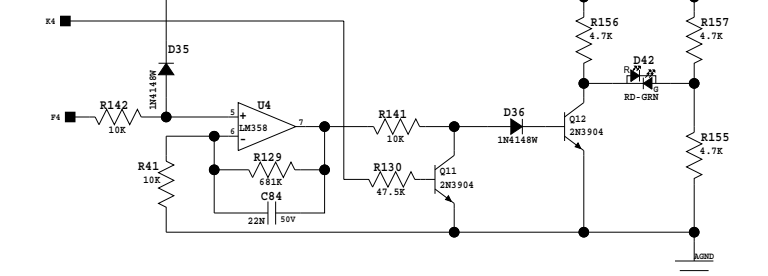 K4
R156
4.7K
R157
4.7K
D35
1N4148W
D42
R
G
RD-GRN
R142
10K
F4
5
+
U4
LM358
7
6
-
R141
10K
D36
1N4148W
Q12
2N3904
R155
4.7K
R41
10K
R129
681K
R130
47.5K
Q11
2N3904
C84
22N
50V
AGND